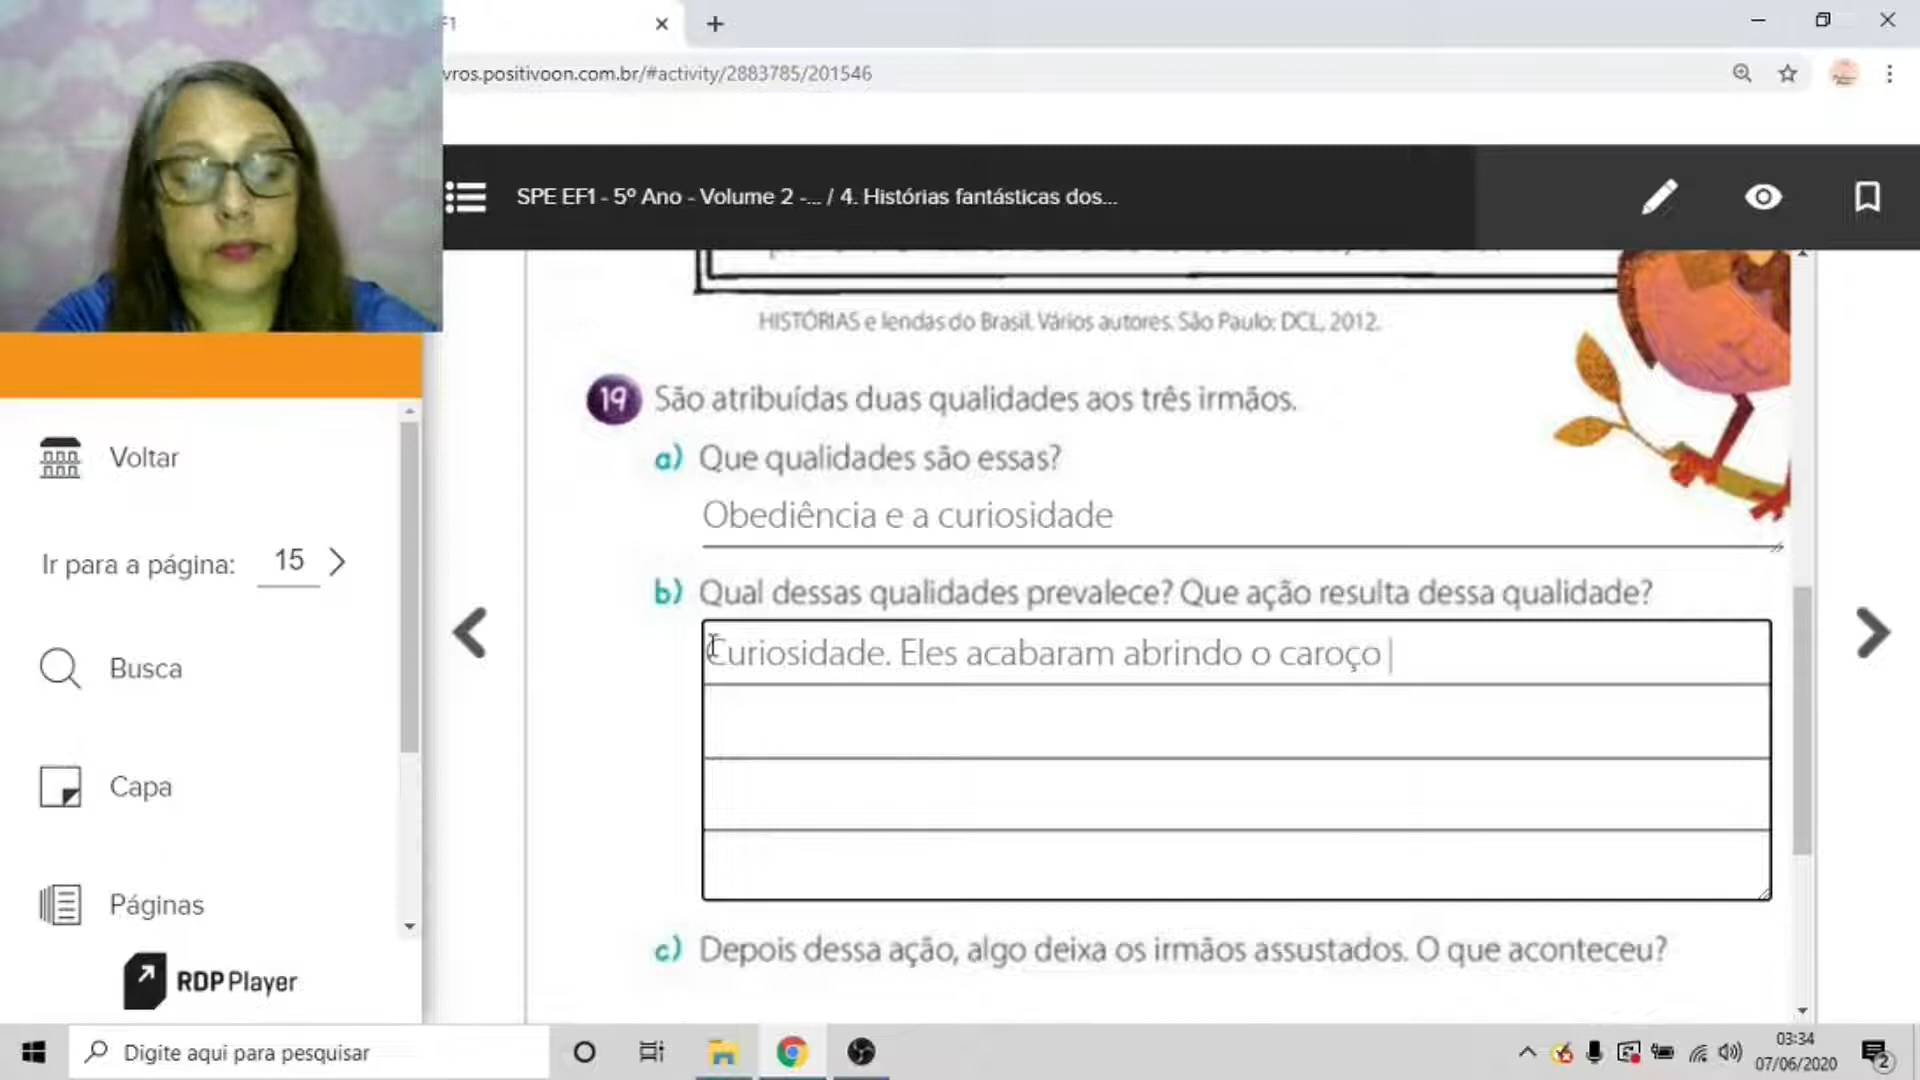 F1
vros.positivoon.com.br/#activity/2883785/201546
SPE EF1 - 5º Ano - Volume 2 -... / 4. Histórias fantásticas dos...
HISTÓRIAS e lendas do Brasil. Vários autores. São Paulo: DCL, 2012.
19 São atribuídas duas qualidades aos três irmãos.
a) Que qualidades são essas?
Obediência e a curiosidade
b) Qual dessas qualidades prevalece? Que ação resulta dessa qualidade?
Curiosidade. Eles acabaram abrindo o caroço
c) Depois dessa ação, algo deixa os irmãos assustados. O que aconteceu?
Voltar
Ir para a página: 15
Busca
Capa
Páginas
RDP Player
Digite aqui para pesquisar
03:34
07/06/2020
2